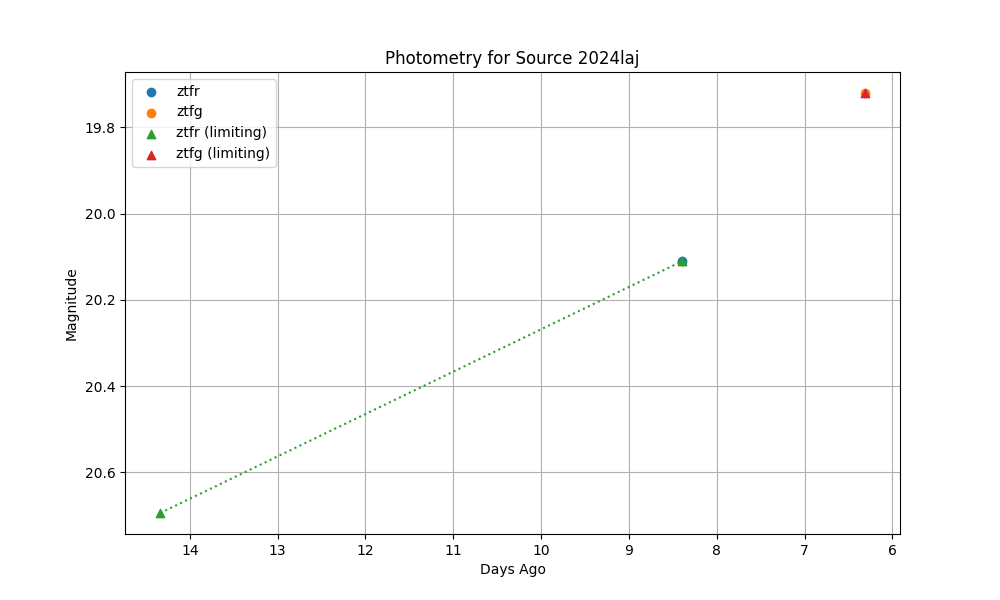 Photometry for Source 2024laj
ztfr
ztfg
ztfr (limiting)
ztfg (limiting)
19.8
20.0
20.2
20.4
20.6
Magnitude
14
13
12
11
10
9
8
7
6
Days Ago